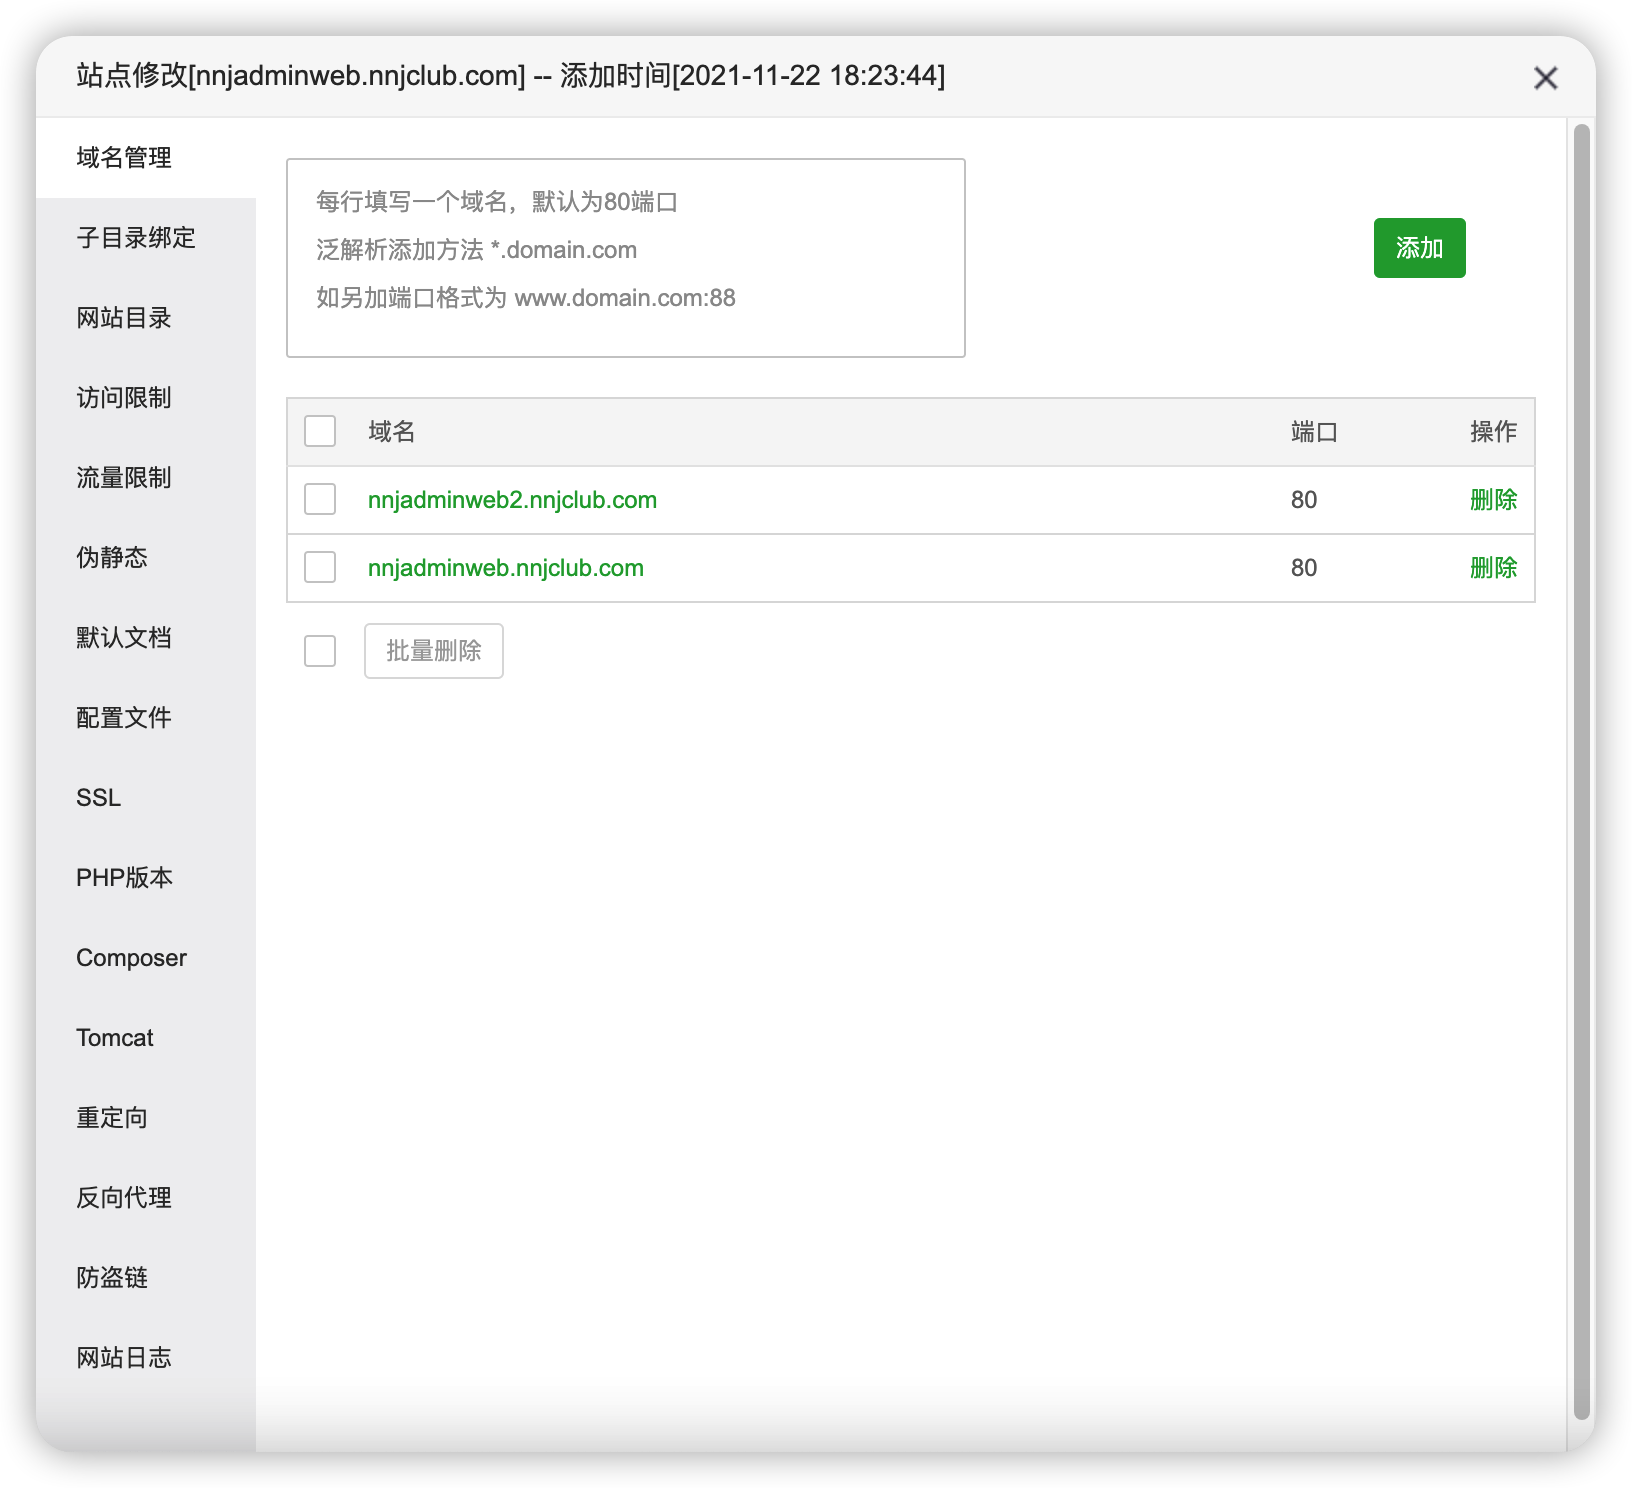 站点修改[nnjadminweb.nnjclub.com] -- 添加时间[2021-11-22 18:23:44]
域名管理
子目录绑定
网站目录
访问限制
流量限制
伪静态
默认文档
配置文件
SSL
PHP版本
Composer
Tomcat
重定向
反向代理
防盗链
网站日志
每行填写一个域名，默认为80端口
泛解析添加方法 *.domain.com
如另加端口格式为 www.domain.com:88
添加
域名 端口 操作
nnjadminweb2.nnjclub.com 80 删除
nnjadminweb.nnjclub.com 80 删除
批量删除